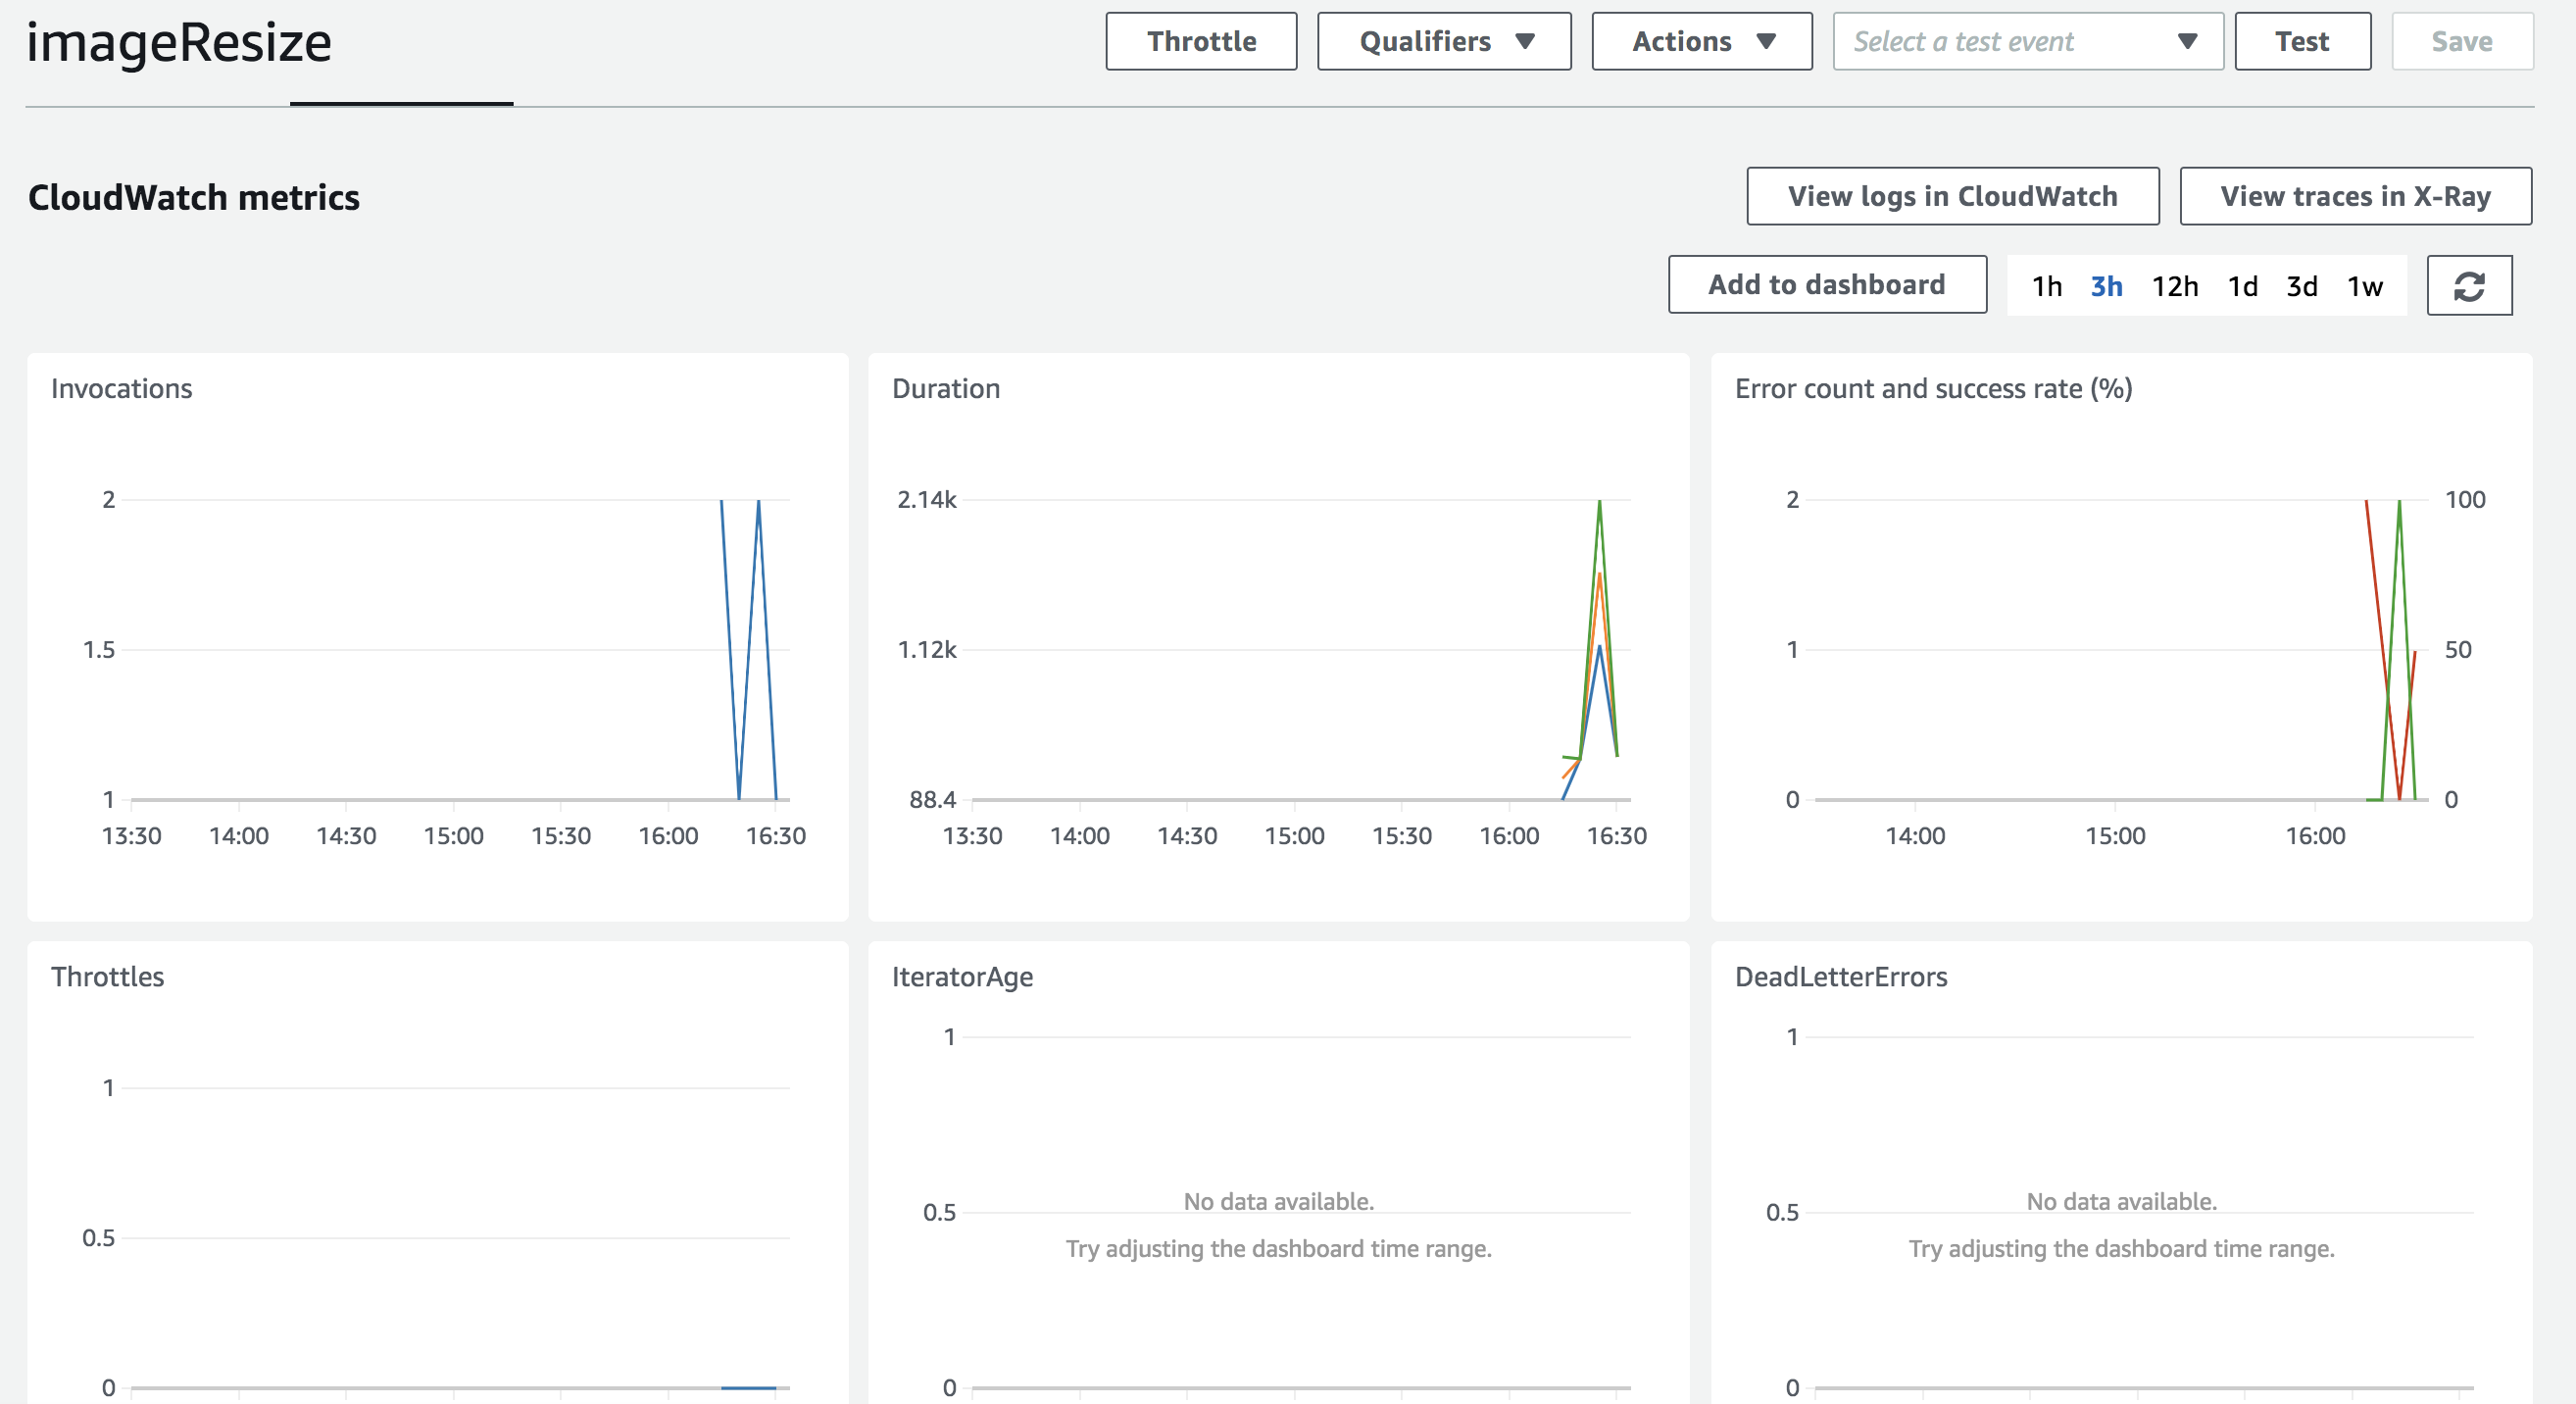 imageResize
Throttle
Qualifiers
Actions
Select a test event
Test
Save
CloudWatch metrics
View logs in CloudWatch
View traces in X-Ray
Add to dashboard
1h 3h 12h 1d 3d 1w
Invocations
2
1.5
1
13:30 14:00 14:30 15:00 15:30 16:00 16:30
Duration
2.14k
1.12k
88.4
13:30 14:00 14:30 15:00 15:30 16:00 16:30
Error count and success rate (%)
2 100
1 50
0 0
14:00 15:00 16:00
Throttles
1
0.5
0
IteratorAge
1
No data available.
0.5
Try adjusting the dashboard time range.
0
DeadLetterErrors
1
No data available.
0.5
Try adjusting the dashboard time range.
0